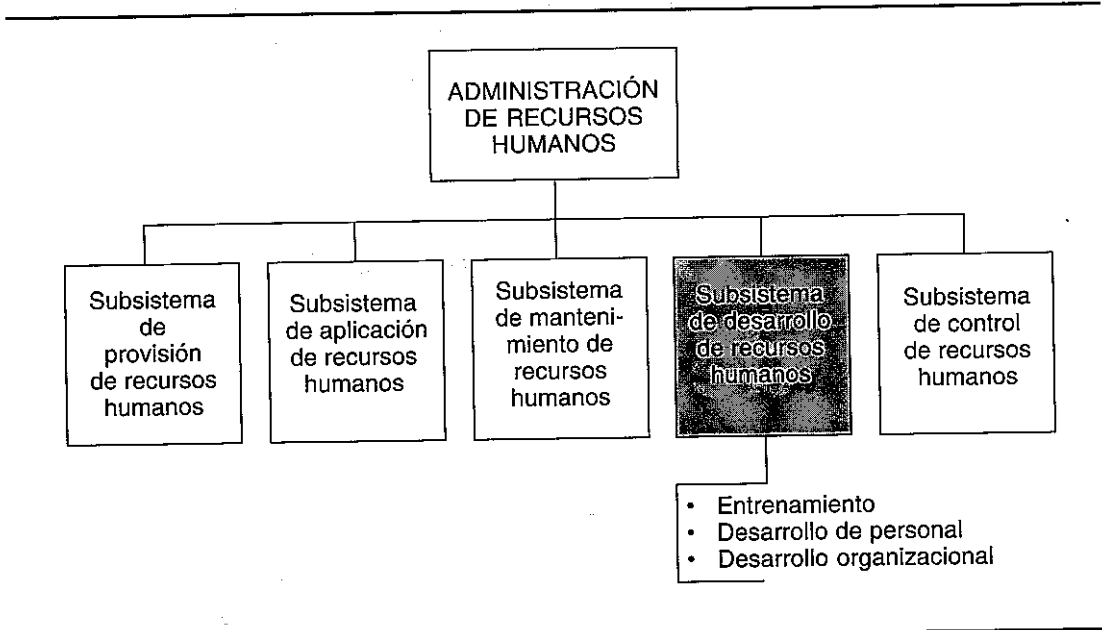 ADMINISTRACIÓN
DE RECURSOS
HUMANOS
Subsistema
de
provisión
de recursos
humanos
Subsistema
de aplicación
de recursos
humanos
Subsistema
de manteni-
miento de
recursos
humanos
Subsistema
de desarrollo
de recursos
humanos
Subsistema
de control
de recursos
humanos
• Entrenamiento
• Desarrollo de personal
• Desarrollo organizacional